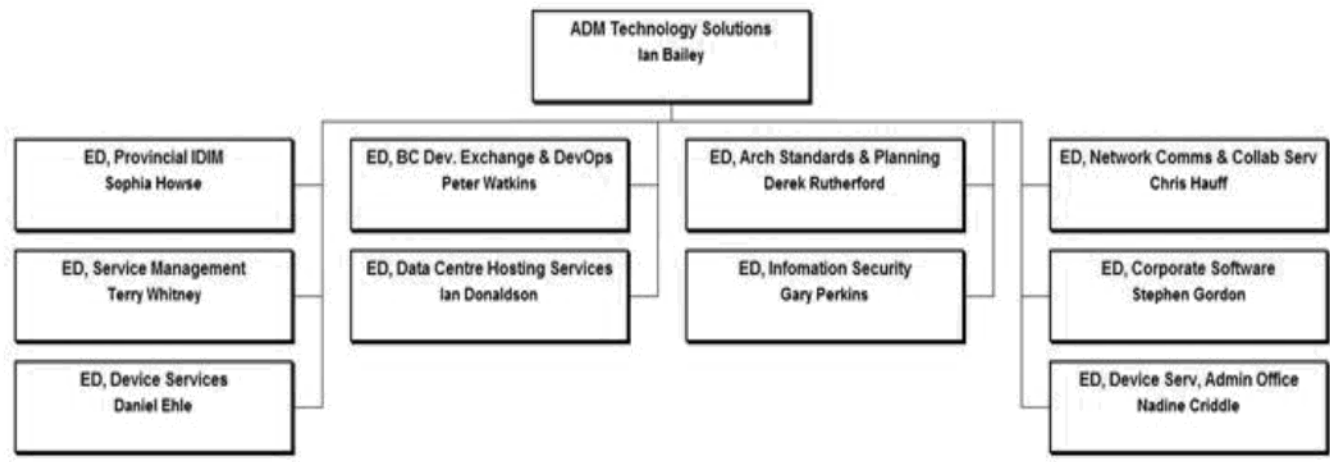 ADM Technology Solutions
Ian Bailey
ED, Provincial IDIM
Sophia Howse
ED, BC Dev. Exchange & DevOps
Peter Watkins
ED, Arch Standards & Planning
Derek Rutherford
ED, Network Comms & Collab Serv
Chris Hauff
ED, Service Management
Terry Whitney
ED, Data Centre Hosting Services
Ian Donaldson
ED, Infomation Security
Gary Perkins
ED, Corporate Software
Stephen Gordon
ED, Device Services
Daniel Ehle
ED, Device Serv, Admin Office
Nadine Criddle